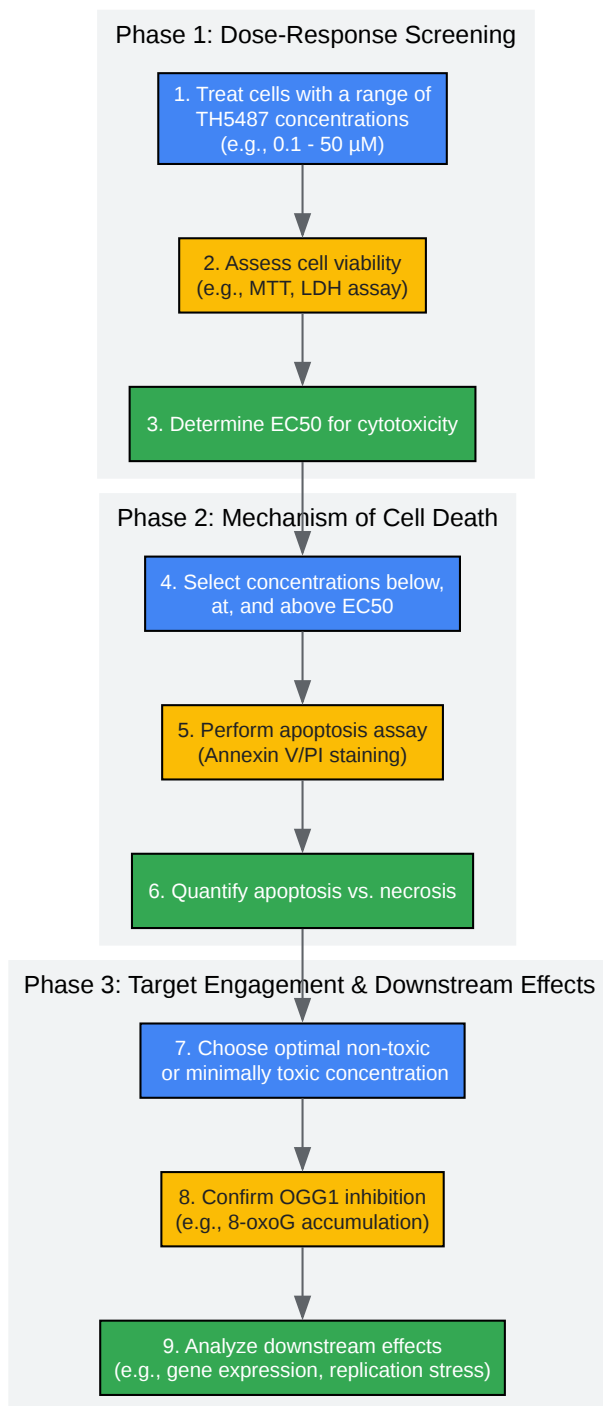 Phase 1: Dose-Response Screening
1. Treat cells with a range of
TH5487 concentrations
(e.g., 0.1 - 50 µM)
2. Assess cell viability
(e.g., MTT, LDH assay)
3. Determine EC50 for cytotoxicity
Phase 2: Mechanism of Cell Death
4. Select concentrations below,
at, and above EC50
5. Perform apoptosis assay
(Annexin V/PI staining)
6. Quantify apoptosis vs. necrosis
Phase 3: Target Engagement & Downstream Effects
7. Choose optimal non-toxic
or minimally toxic concentration
8. Confirm OGG1 inhibition
(e.g., 8-oxoG accumulation)
9. Analyze downstream effects
(e.g., gene expression, replication stress)